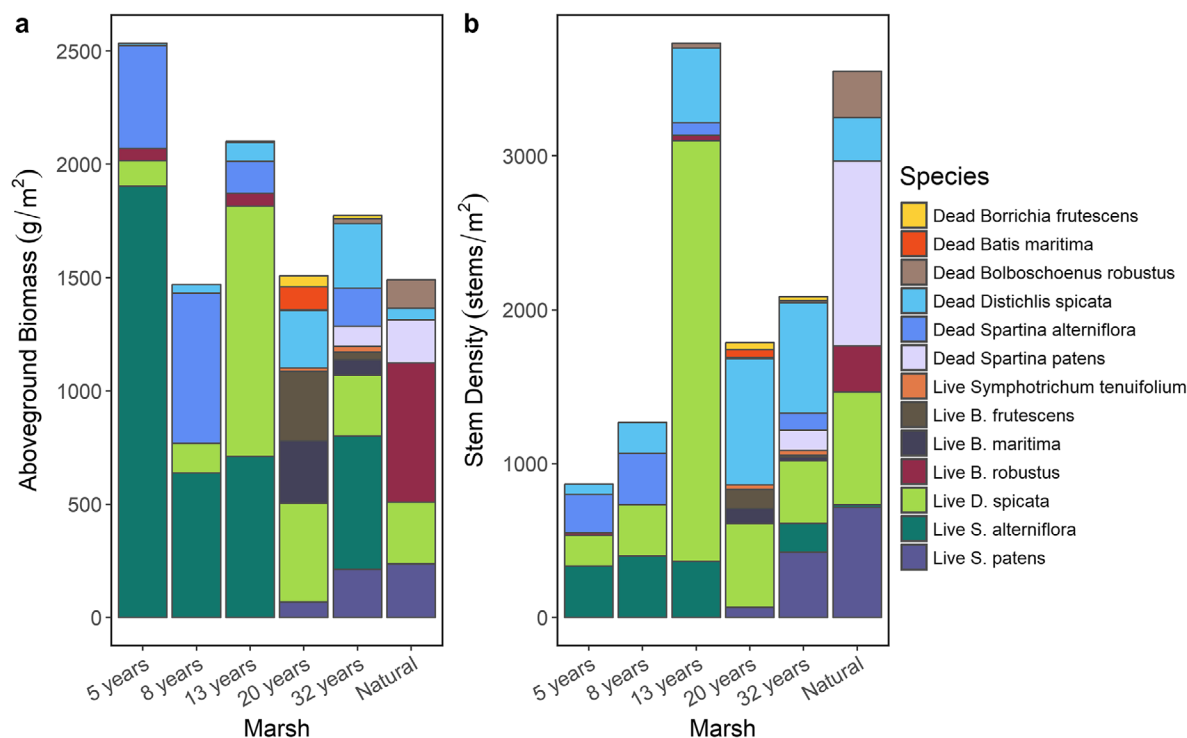 a
Aboveground Biomass (g/m²)
2500
2000
1500
1000
500
0
5 years
8 years
13 years
20 years
32 years
Natural
Marsh
b
Stem Density (stems/m²)
3000
2000
1000
0
5 years
8 years
13 years
20 years
32 years
Natural
Marsh
Species
Dead Borrichia frutescens
Dead Batis maritima
Dead Bolboschoenus robustus
Dead Distichlis spicata
Dead Spartina alterniflora
Dead Spartina patens
Live Symphotrichum tenuifolium
Live B. frutescens
Live B. maritima
Live B. robustus
Live D. spicata
Live S. alterniflora
Live S. patens